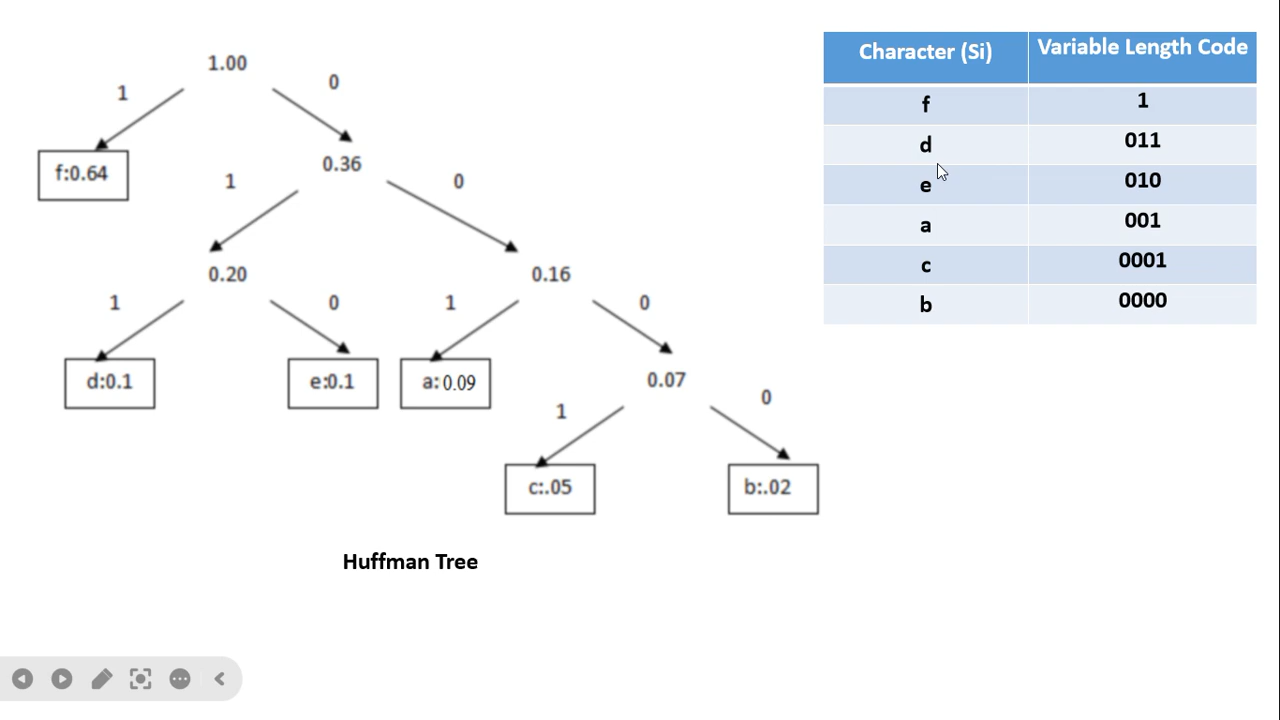 1.00
1
0
f:0.64
0.36
1
0
0.20
0.16
1
0
1
0
d:0.1
e:0.1
a:0.09
0.07
1
0
c:.05
b:.02
Huffman Tree
Character (Si) Variable Length Code
f 1
d 011
e 010
a 001
c 0001
b 0000